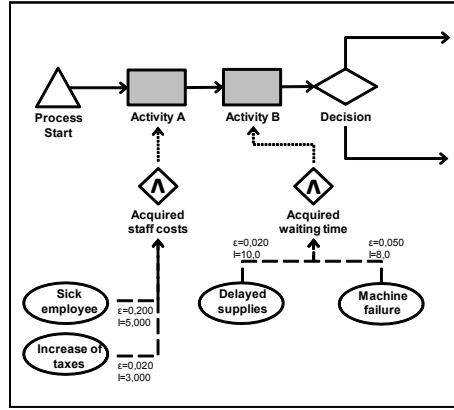 Process
Start
Activity A
Activity B
Decision
Λ
Λ
Acquired
staff costs
Acquired
waiting time
ε=0,020
I=10,0
ε=0,050
I=8,0
Sick
employee
ε=0,200
I=5,000
Delayed
supplies
Machine
failure
Increase of
taxes
ε=0,020
I=3,000